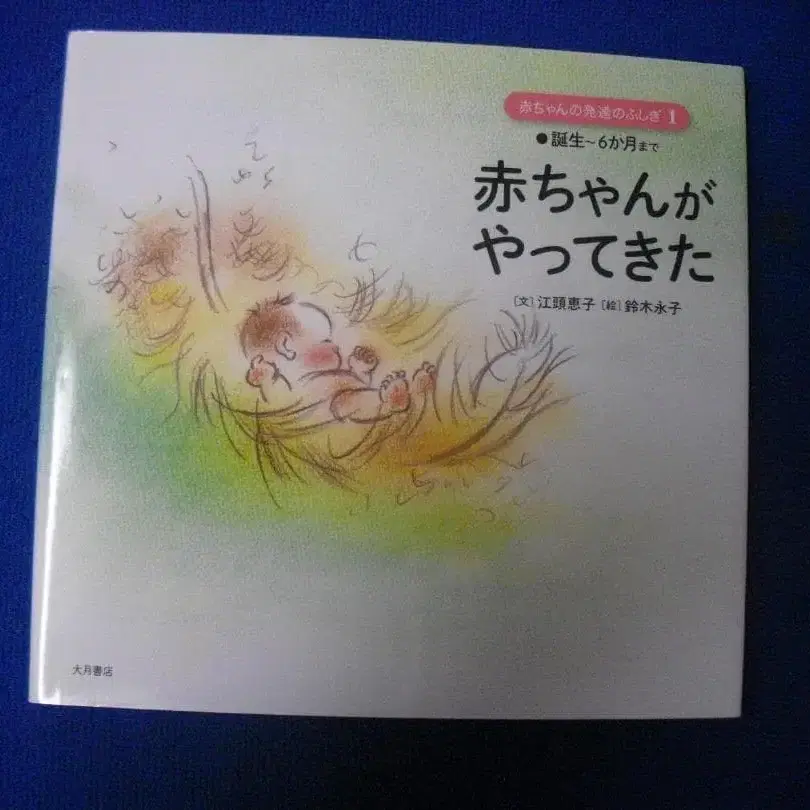 赤ちゃんの発達のふしぎ 1
●誕生~6か月まで
赤ちゃんが
やってきた
[文]江頭恵子 [絵]鈴木永子
大月書店